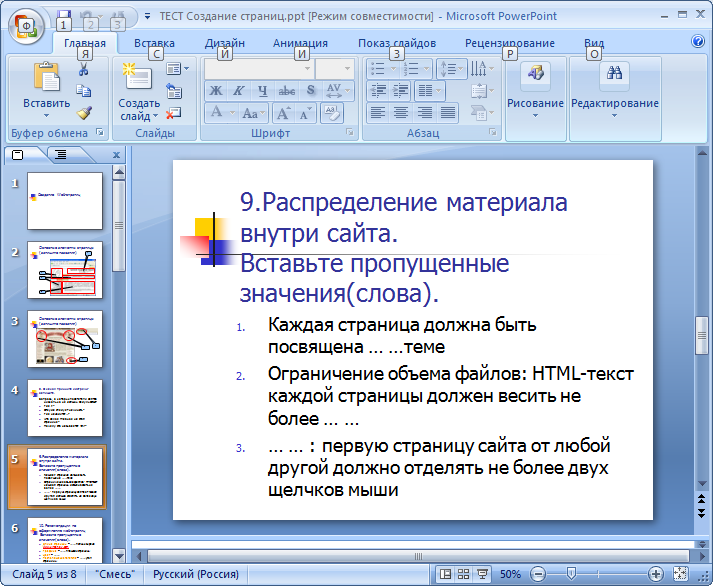 ТЕСТ Создание страниц.ppt [Режим совместимости] - Microsoft PowerPoint
1 2 3
Главная Вставка Дизайн Анимация Показ слайдов Рецензирование Вид
Я С Й И З Р О
Вставить
Создать слайд
Ж К Ч abc S AV
A Aa A A
Рисование
Редактирование
Буфер обмена Слайды Шрифт Абзац
1
2
3
4
5
6
9.Распределение материала
внутри сайта.
Вставьте пропущенные
значения(слова).
1. Каждая страница должна быть
посвящена … …теме
2. Ограничение объема файлов: HTML-текст
каждой страницы должен весить не
более … …
3. … … : первую страницу сайта от любой
другой должно отделять не более двух
щелчков мыши
Слайд 5 из 8 "Смесь" Русский (Россия) 50%